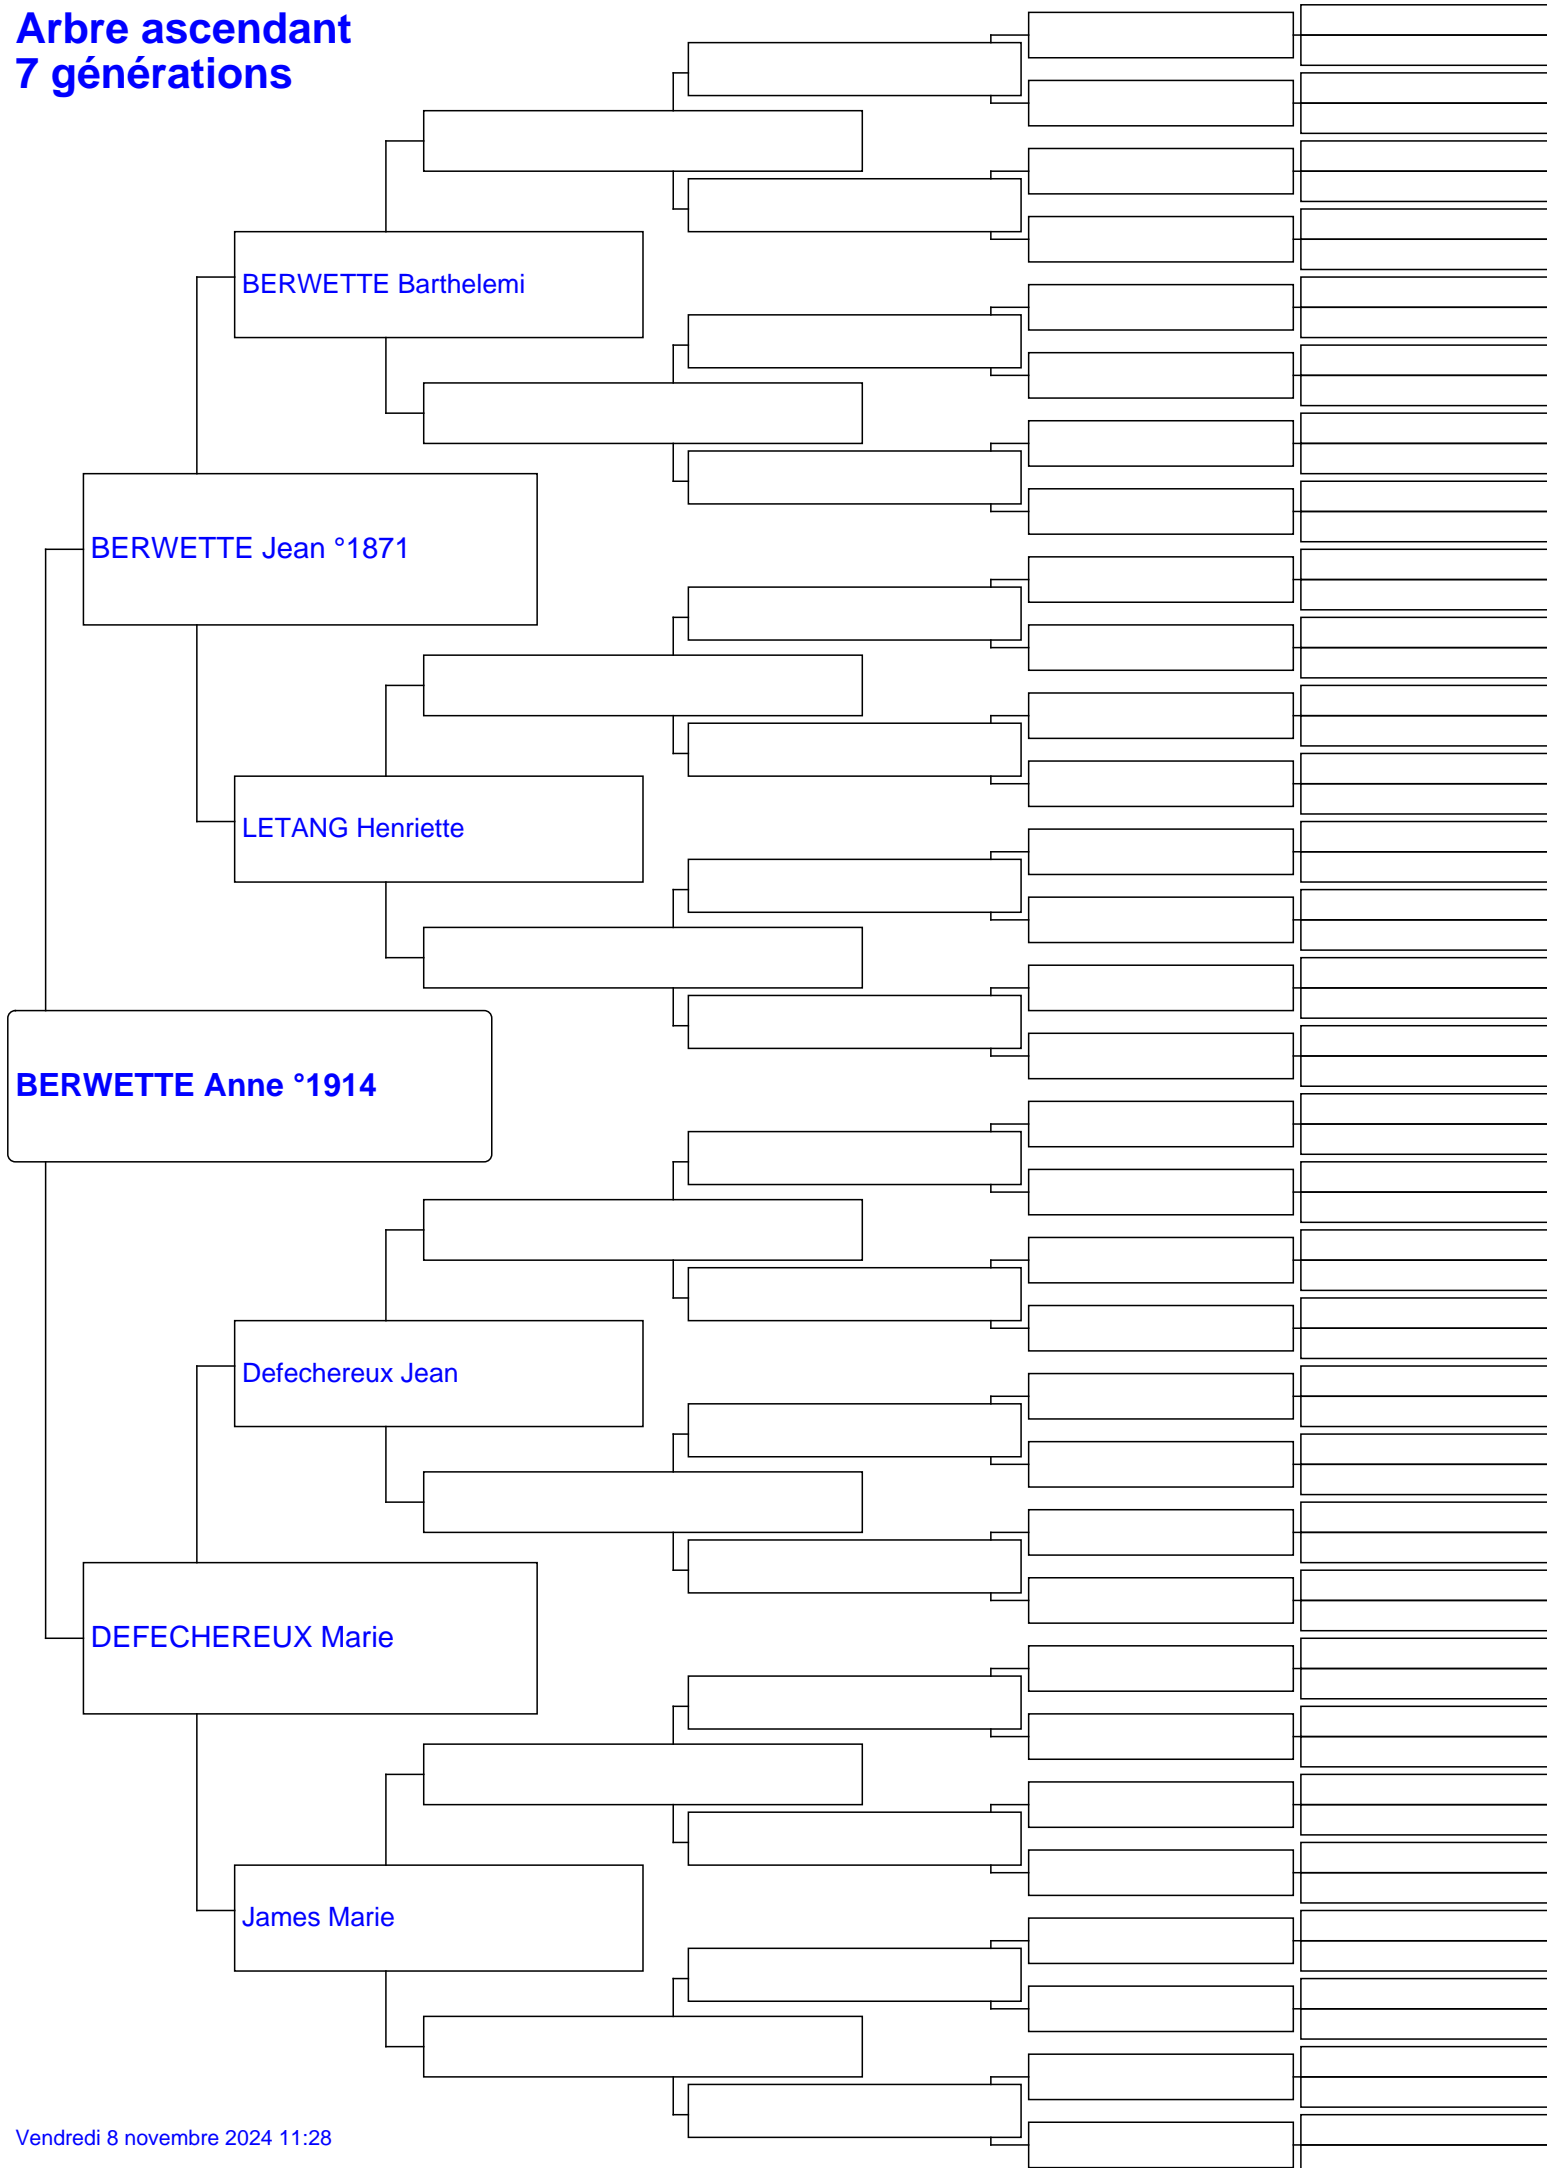 Arbre ascendant
7 générations
BERWETTE Barthelemi
BERWETTE Jean °1871
LETANG Henriette
BERWETTE Anne °1914
Defechereux Jean
DEFECHEREUX Marie
James Marie
Vendredi 8 novembre 2024 11:28